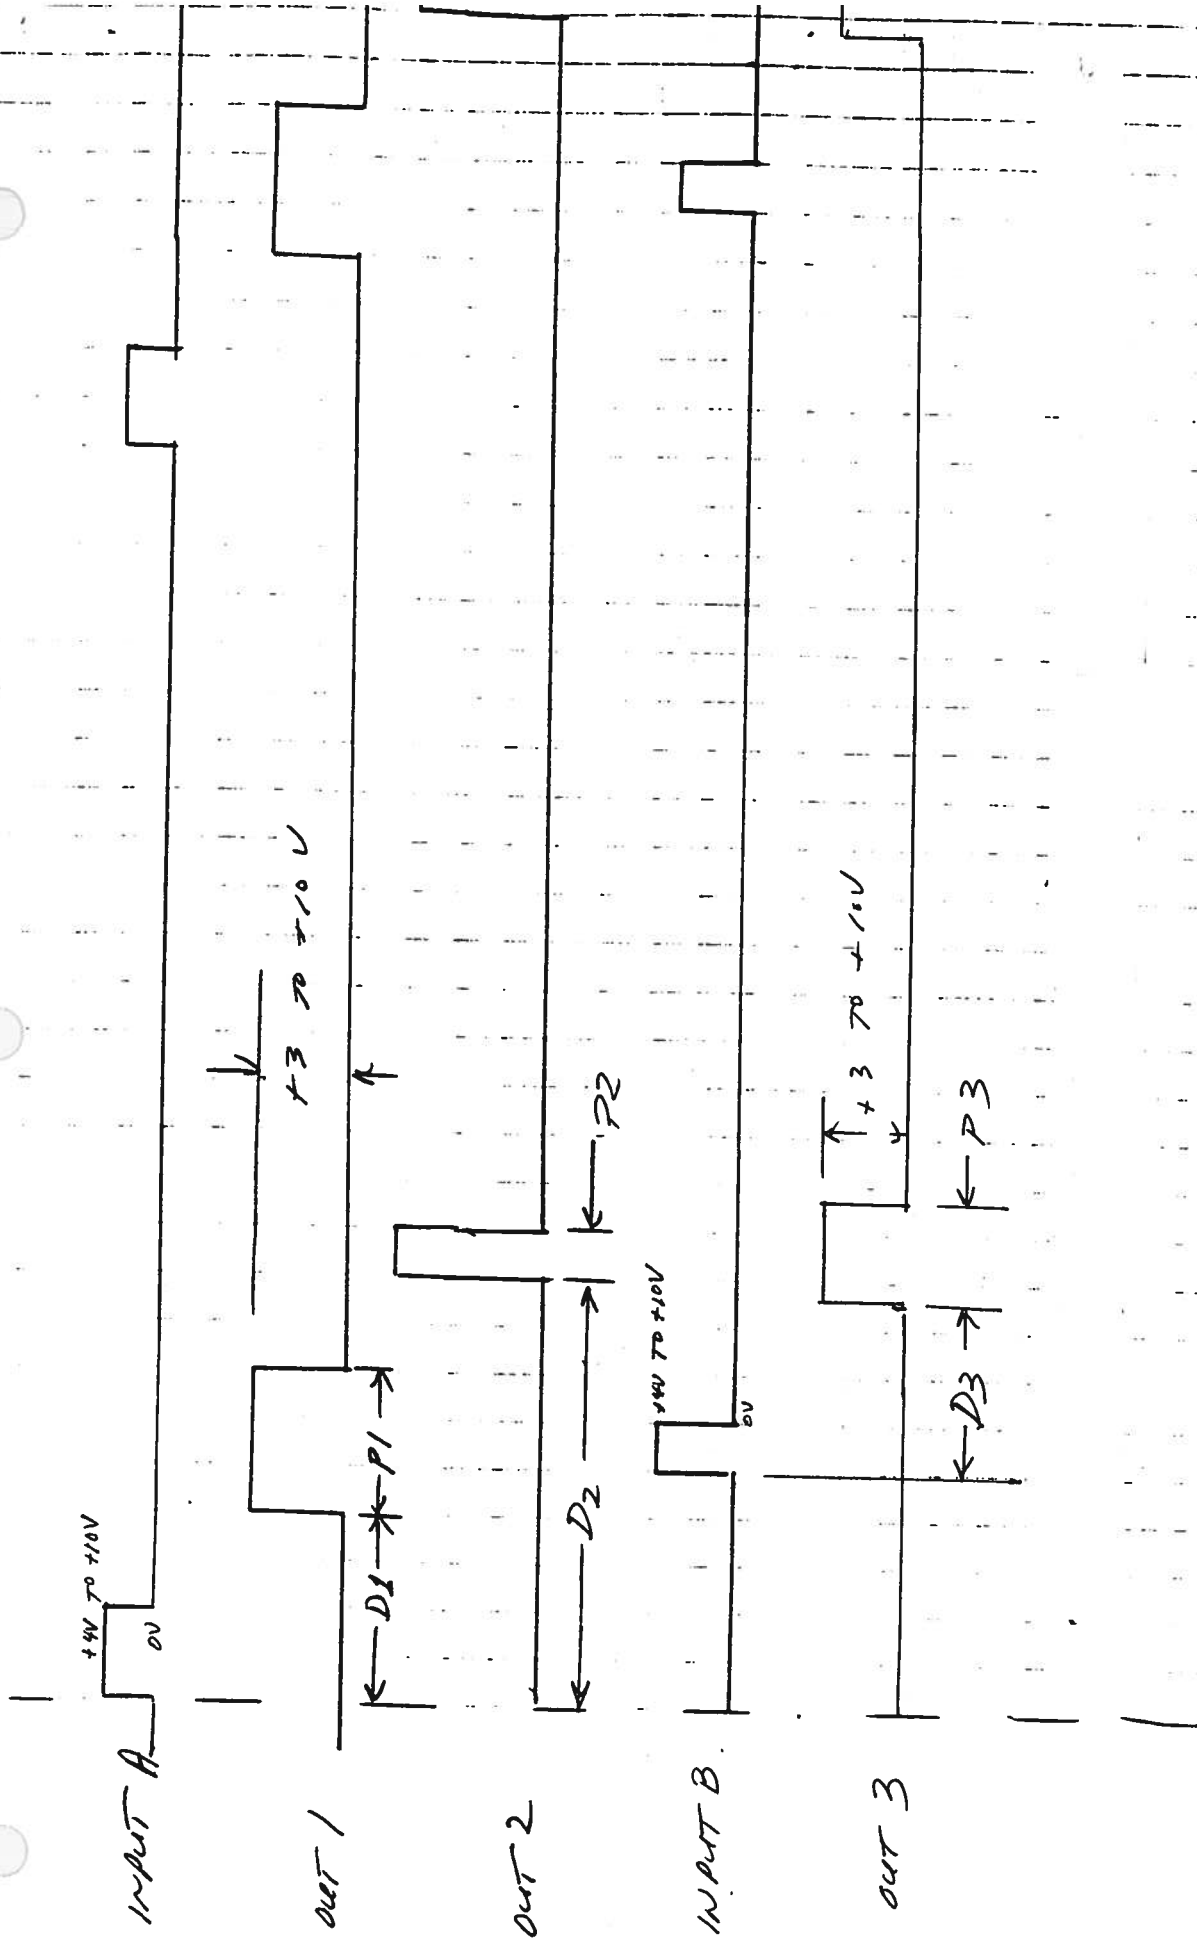 INPUT A
+4V TO +10V
0V
OUT 1
D1
P1
+3 TO +10V
OUT 2
D2
P2
INPUT B
+4V TO +10V
0V
OUT 3
D3
P3
+3 TO +10V